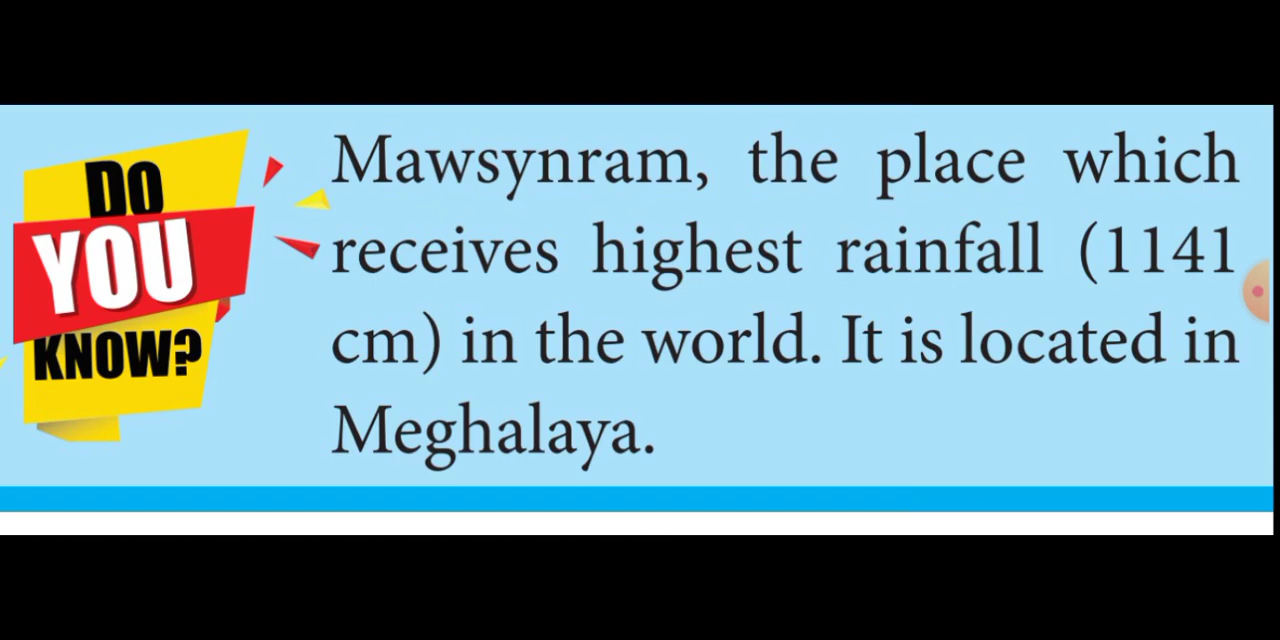 DO
YOU
KNOW?
Mawsynram, the place which
receives highest rainfall (1141
cm) in the world. It is located in
Meghalaya.